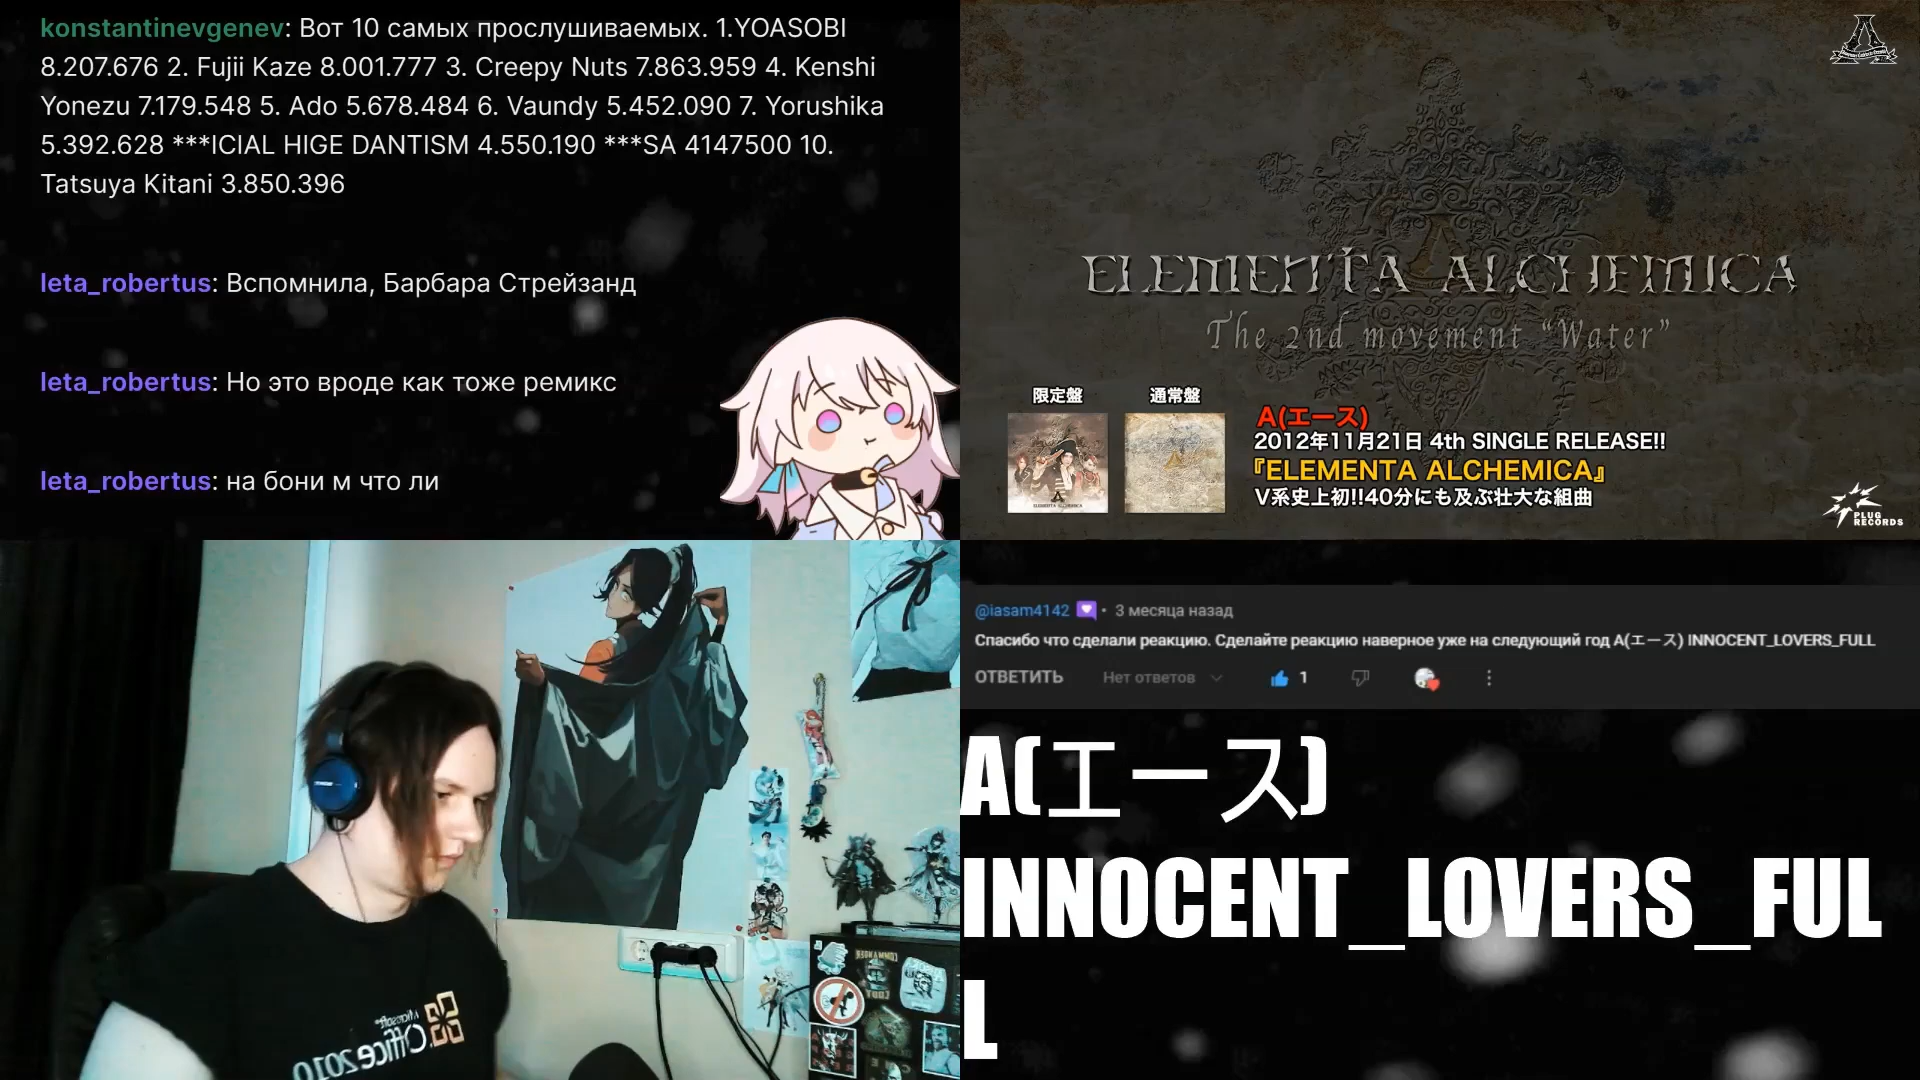 konstantinevgenev: Вот 10 самых прослушиваемых. 1.YOASOBI
8.207.676 2. Fujii Kaze 8.001.777 3. Creepy Nuts 7.863.959 4. Kenshi
Yonezu 7.179.548 5. Ado 5.678.484 6. Vaundy 5.452.090 7. Yorushika
5.392.628 ***ICIAL HIGE DANTISM 4.550.190 ***SA 4147500 10.
Tatsuya Kitani 3.850.396
leta_robertus: Вспомнила, Барбара Стрейзанд
leta_robertus: Но это вроде как тоже ремикс
leta_robertus: на бони м что ли
ELEMENTA ALCHEMICA
The 2nd movement “Water”
限定盤
通常盤
A(エース)
2012年11月21日 4th SINGLE RELEASE!!
『ELEMENTA ALCHEMICA』
V系史上初!!40分にも及ぶ壮大な組曲
PLUG
RECORDS
Microsoft®
Office 2010
@iasam4142 • 3 месяца назад
Спасибо что сделали реакцию. Сделайте реакцию наверное уже на следующий год A(エース) INNOCENT_LOVERS_FULL
ОТВЕТИТЬ Нет ответов 1
A(エース)
INNOCENT_LOVERS_FUL
L